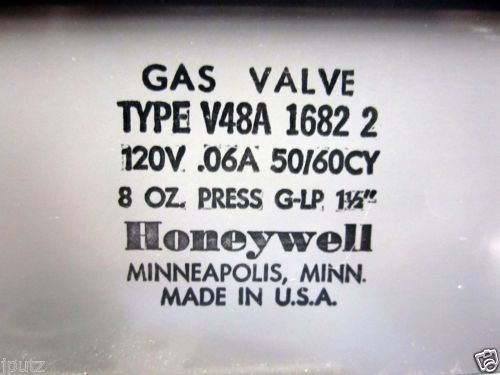 GAS VALVE
TYPE V48A 1682 2
120V .06A 50/60CY
8 OZ. PRESS G-LP 1½"
Honeywell
MINNEAPOLIS, MINN.
MADE IN U.S.A.
jputz